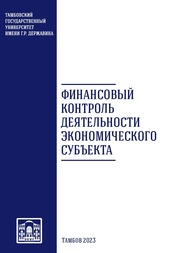 ТАМБОВСКИЙ
ГОСУДАРСТВЕННЫЙ
УНИВЕРСИТЕТ
ИМЕНИ Г.Р. ДЕРЖАВИНА
ФИНАНСОВЫЙ
КОНТРОЛЬ
ДЕЯТЕЛЬНОСТИ
ЭКОНОМИЧЕСКОГО
СУБЪЕКТА
ТАМБОВ 2023